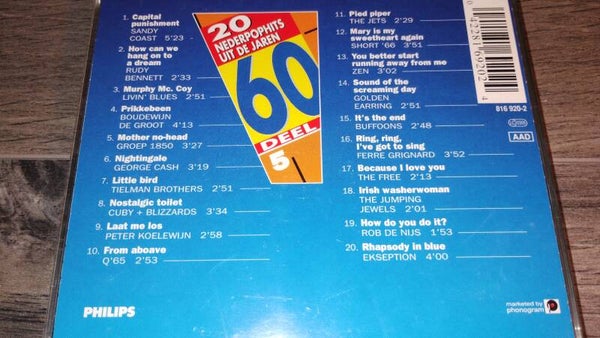 1. Capital
punishment
SANDY
COAST 5'23
2. How can we
hang on to
a dream
RUDY
BENNETT 2'33
3. Murphy Mc. Coy
LIVIN' BLUES 2'51
4. Prikkebeen
BOUDEWIJN
DE GROOT 4'13
5. Mother no-head
GROEP 1850 3'27
6. Nightingale
GEORGE CASH 3'19
7. Little bird
TIELMAN BROTHERS 2'51
8. Nostalgic toilet
CUBY + BLIZZARDS 3'34
9. Laat me los
PETER KOELEWIJN 2'58
10. From aboave
Q'65 2'53
PHILIPS
20
NEDERPOPHITS
UIT DE JAREN
60
DEEL
5
11. Pied piper
THE JETS 2'29
12. Mary is my
sweetheart again
SHORT '66 3'51
13. You better start
running away from me
ZEN 3'02
14. Sound of the
screaming day
GOLDEN
EARRING 2'51
15. It's the end
BUFFOONS 2'48
16. Ring, ring,
I've got to sing
FERRE GRIGNARD 3'52
17. Because I love you
THE FREE 2'13
18. Irish washerwoman
THE JUMPING
JEWELS 2'01
19. How do you do it?
ROB DE NIJS 1'53
20. Rhapsody in blue
EKSEPTION 4'00
816 920-2
AAD
marketed by
phonogram